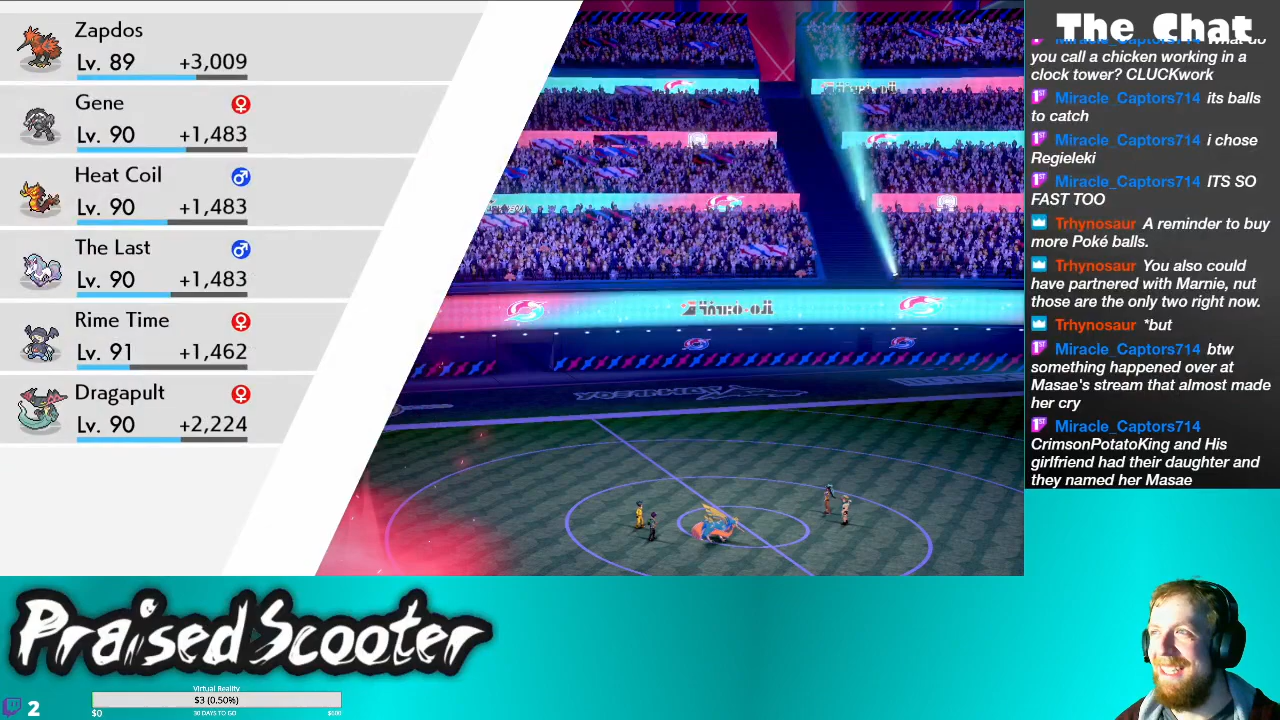 Zapdos
Lv. 89 +3,009
Gene
Lv. 90 +1,483
Heat Coil
Lv. 90 +1,483
The Last
Lv. 90 +1,483
Rime Time
Lv. 91 +1,462
Dragapult
Lv. 90 +2,224
The Chat
you call a chicken working in a
clock tower? CLUCKwork
Miracle_Captors714 its balls
to catch
Miracle_Captors714 i chose
Regieleki
Miracle_Captors714 ITS SO
FAST TOO
Trhynosaur A reminder to buy
more Poké balls.
Trhynosaur You also could
have partnered with Marnie, nut
those are the only two right now.
Trhynosaur *but
Miracle_Captors714 btw
something happened over at
Masae's stream that almost made
her cry
Miracle_Captors714
CrimsonPotatoKing and His
girlfriend had their daughter and
they named her Masae
PraisedScooter
2
Virtual Reality
$3 (0.50%)
$0 30 DAYS TO GO $600